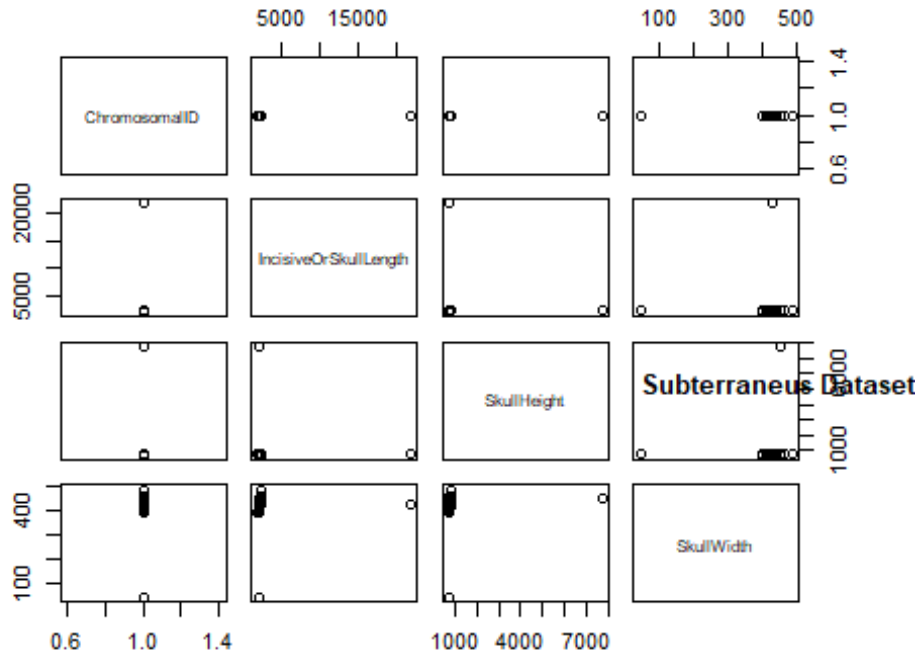 5000 15000 100 300 500
ChromosomalID
0.6 1.0 1.4
5000 20000
IncisiveOrSkullLength
SkullHeight
Subterraneus Dataset
1000
100 400
SkullWidth
0.6 1.0 1.4 1000 4000 7000